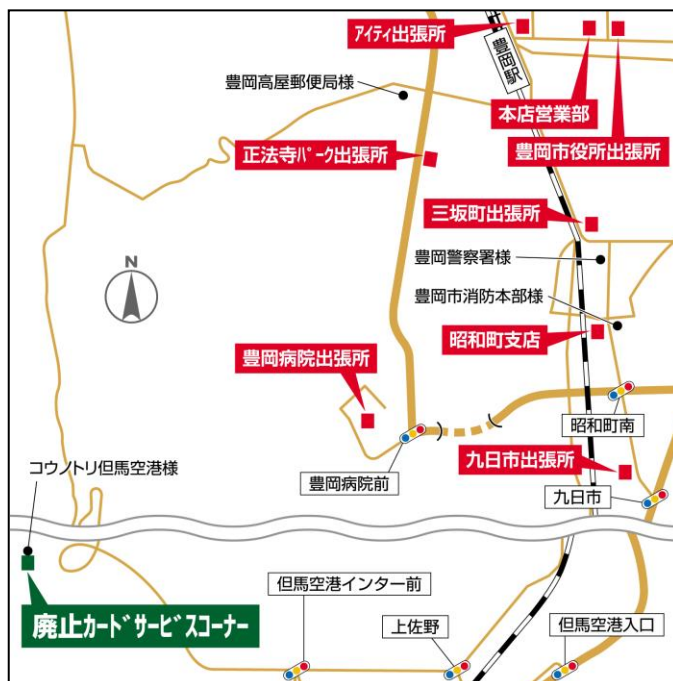 アイティ出張所
豊岡駅
豊岡高屋郵便局様
本店営業部
正法寺パーク出張所
豊岡市役所出張所
三坂町出張所
豊岡警察署様
N
豊岡市消防本部様
昭和町支店
豊岡病院出張所
昭和町南
コウノトリ但馬空港様
豊岡病院前
九日市出張所
九日市
廃止カードサービスコーナー
但馬空港インター前
上佐野
但馬空港入口